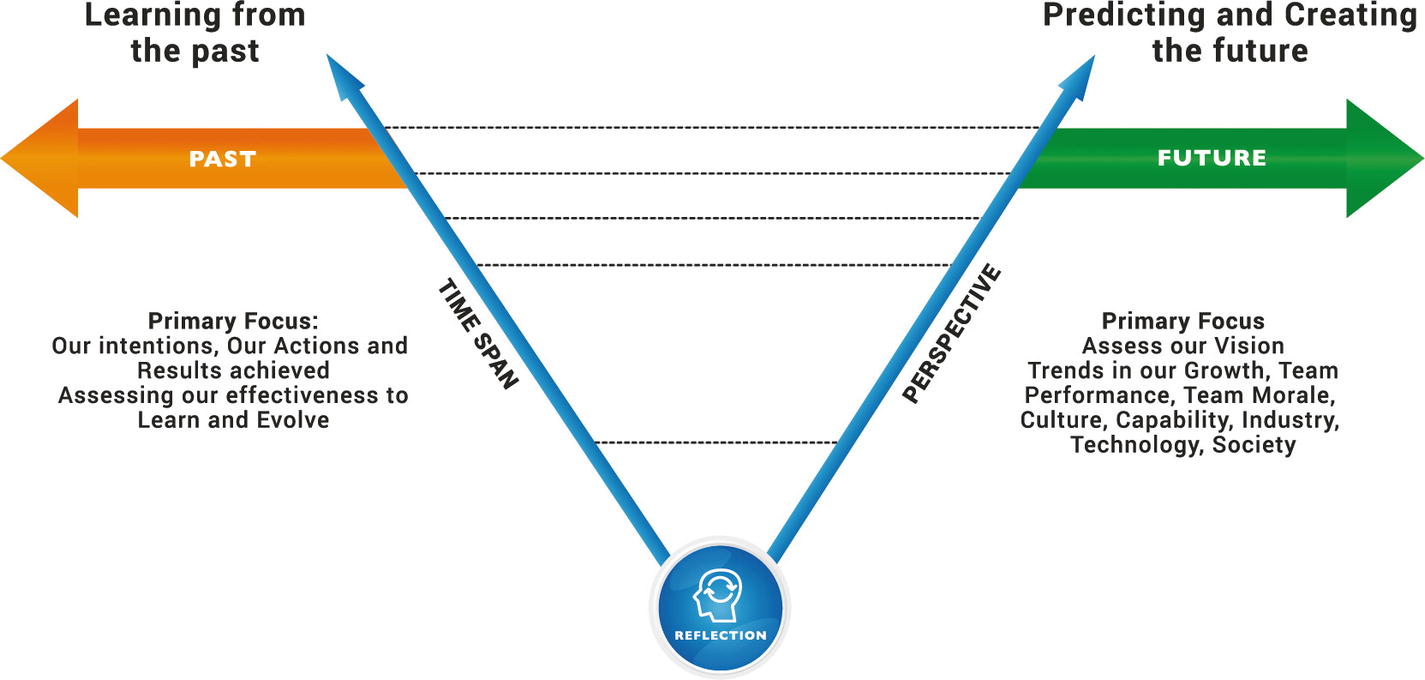 Learning from
the past
Predicting and Creating
the future
PAST
FUTURE
TIME SPAN
PERSPECTIVE
Primary Focus:
Our intentions, Our Actions and
Results achieved
Assessing our effectiveness to
Learn and Evolve
Primary Focus
Assess our Vision
Trends in our Growth, Team
Performance, Team Morale,
Culture, Capability, Industry,
Technology, Society
REFLECTION